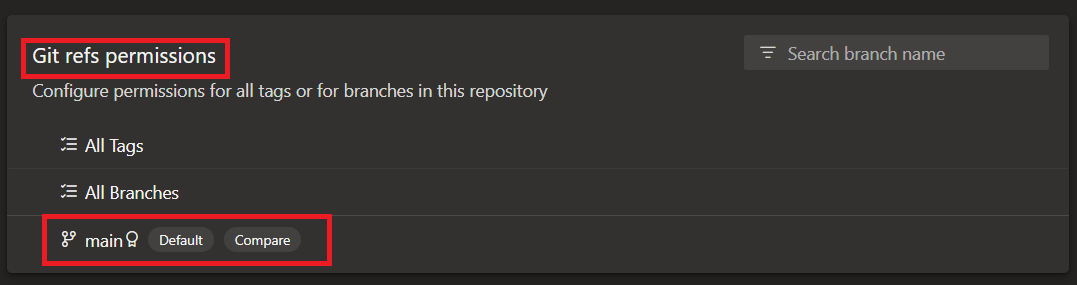 Git refs permissions
Search branch name
Configure permissions for all tags or for branches in this repository
All Tags
All Branches
main Default Compare